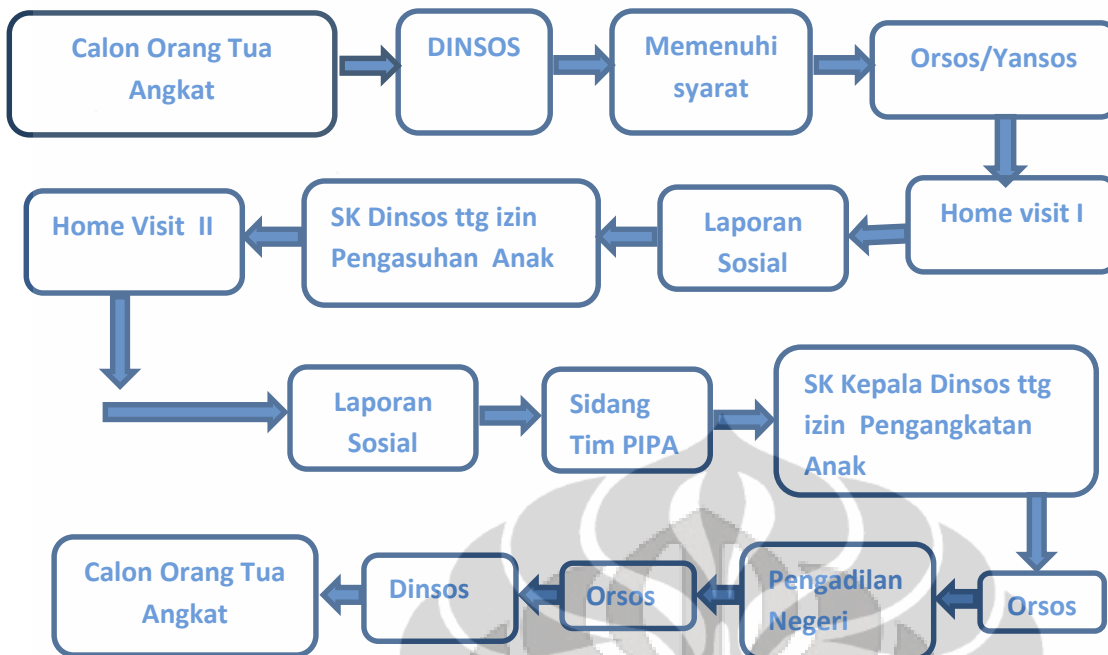 Calon Orang Tua
Angkat
DINSOS
Memenuhi
syarat
Orsos/Yansos
Home visit I
Laporan
Sosial
SK Dinsos ttg izin
Pengasuhan Anak
Home Visit II
Laporan
Sosial
Sidang
Tim PIPA
SK Kepala Dinsos ttg
izin Pengangkatan
Anak
Orsos
Pengadilan
Negeri
Orsos
Dinsos
Calon Orang Tua
Angkat